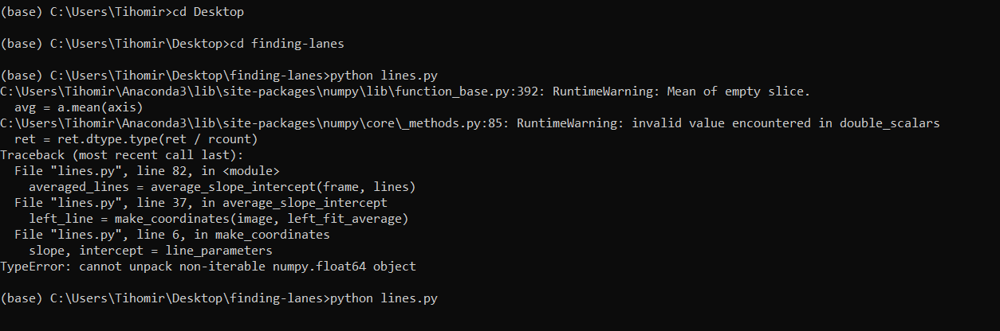 (base) C:\Users\Tihomir>cd Desktop
(base) C:\Users\Tihomir\Desktop>cd finding-lanes
(base) C:\Users\Tihomir\Desktop\finding-lanes>python lines.py
C:\Users\Tihomir\Anaconda3\lib\site-packages\numpy\lib\function_base.py:392: RuntimeWarning: Mean of empty slice.
  avg = a.mean(axis)
C:\Users\Tihomir\Anaconda3\lib\site-packages\numpy\core\_methods.py:85: RuntimeWarning: invalid value encountered in double_scalars
  ret = ret.dtype.type(ret / rcount)
Traceback (most recent call last):
  File "lines.py", line 82, in <module>
    averaged_lines = average_slope_intercept(frame, lines)
  File "lines.py", line 37, in average_slope_intercept
    left_line = make_coordinates(image, left_fit_average)
  File "lines.py", line 6, in make_coordinates
    slope, intercept = line_parameters
TypeError: cannot unpack non-iterable numpy.float64 object
(base) C:\Users\Tihomir\Desktop\finding-lanes>python lines.py